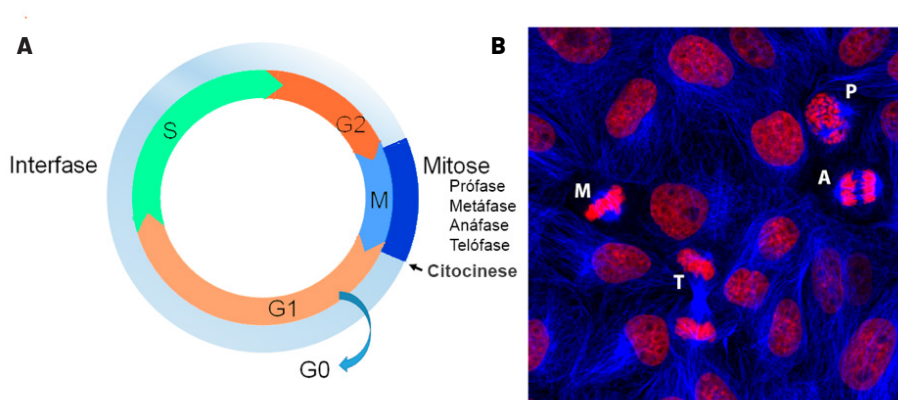 A
B
S
G2
P
Interfase
Mitose
A
Prófase
M
M
Metáfase
Anáfase
Telófase
T
Citocinese
G1
G0